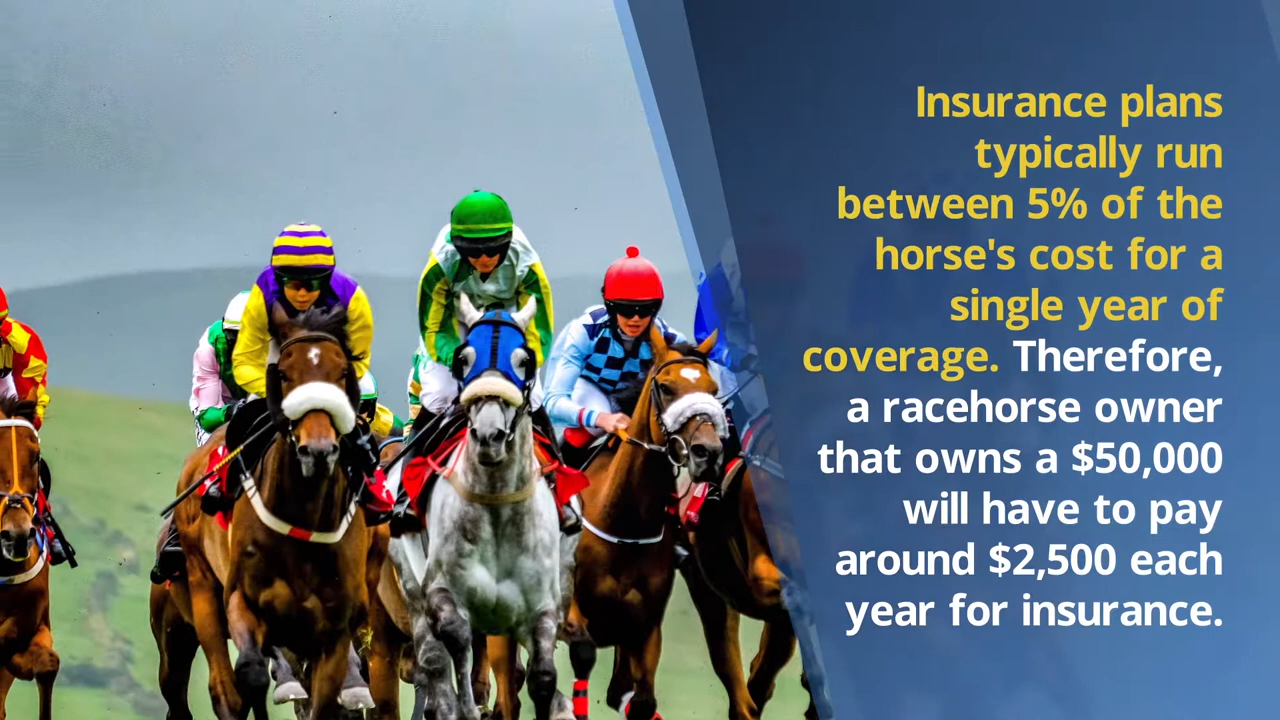 Insurance plans
typically run
between 5% of the
horse's cost for a
single year of
coverage. Therefore,
a racehorse owner
that owns a $50,000
will have to pay
around $2,500 each
year for insurance.